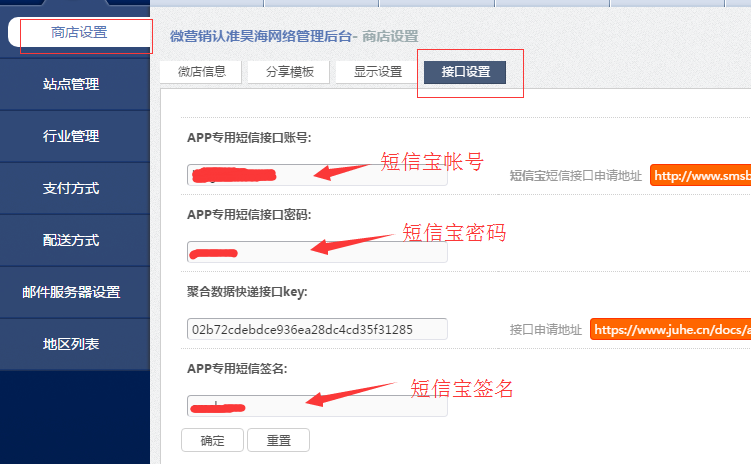 商店设置
微营销认准昊海网络管理后台- 商店设置
微店信息
分享模板
显示设置
接口设置
站点管理
行业管理
支付方式
配送方式
邮件服务器设置
地区列表
APP专用短信接口账号:
短信宝帐号
短信宝短信接口申请地址
http://www.smsb
APP专用短信接口密码:
短信宝密码
聚合数据快递接口key:
02b72cdebdce936ea28dc4cd35f31285
接口申请地址
https://www.juhe.cn/docs/a
APP专用短信签名:
短信宝签名
确定
重置